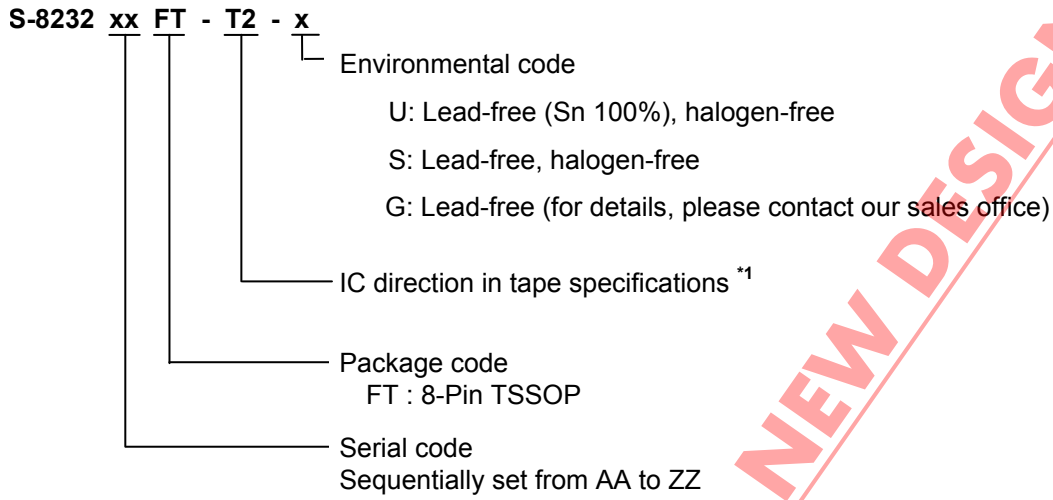 S-8232 xx FT - T2 - x
Environmental code
U: Lead-free (Sn 100%), halogen-free
S: Lead-free, halogen-free
G: Lead-free (for details, please contact our sales office)
IC direction in tape specifications *1
Package code
FT : 8-Pin TSSOP
Serial code
Sequentially set from AA to ZZ
NEW DESIGN